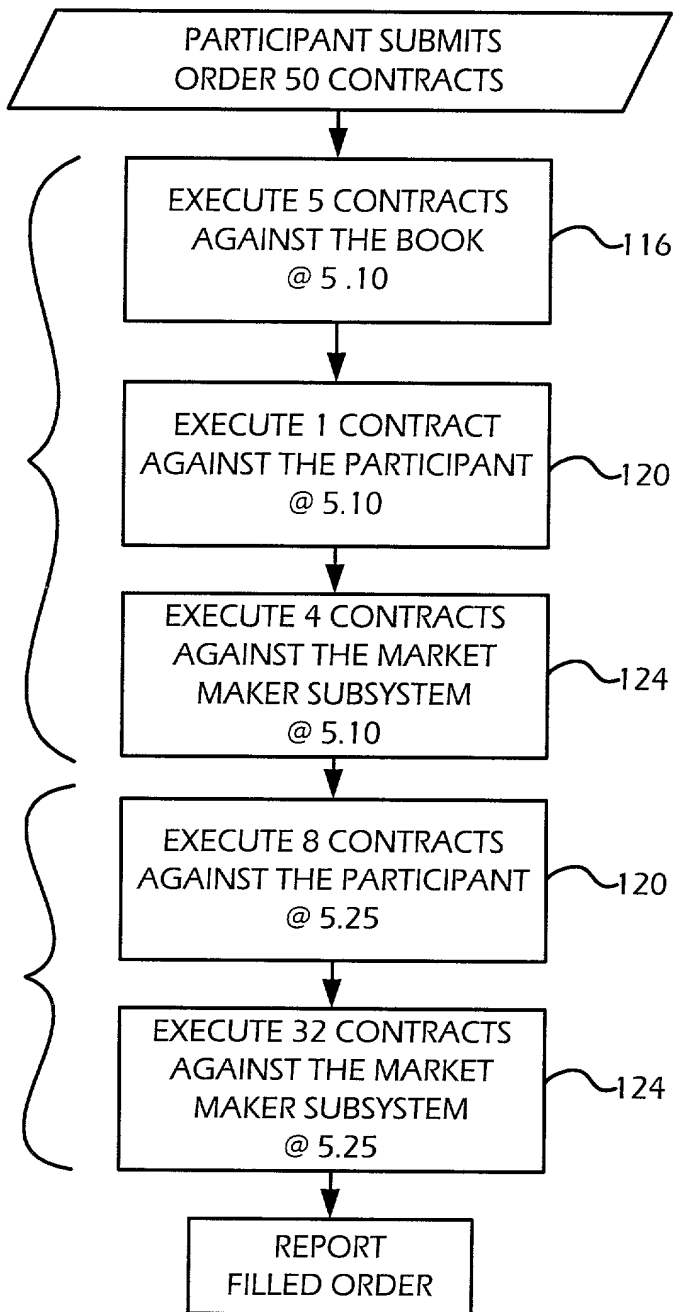 PARTICIPANT SUBMITS
ORDER 50 CONTRACTS
EXECUTE 5 CONTRACTS
AGAINST THE BOOK
@ 5 .10
116
EXECUTE 1 CONTRACT
AGAINST THE PARTICIPANT
@ 5.10
120
EXECUTE 4 CONTRACTS
AGAINST THE MARKET
MAKER SUBSYSTEM
@ 5.10
124
EXECUTE 8 CONTRACTS
AGAINST THE PARTICIPANT
@ 5.25
120
EXECUTE 32 CONTRACTS
AGAINST THE MARKET
MAKER SUBSYSTEM
@ 5.25
124
REPORT
FILLED ORDER